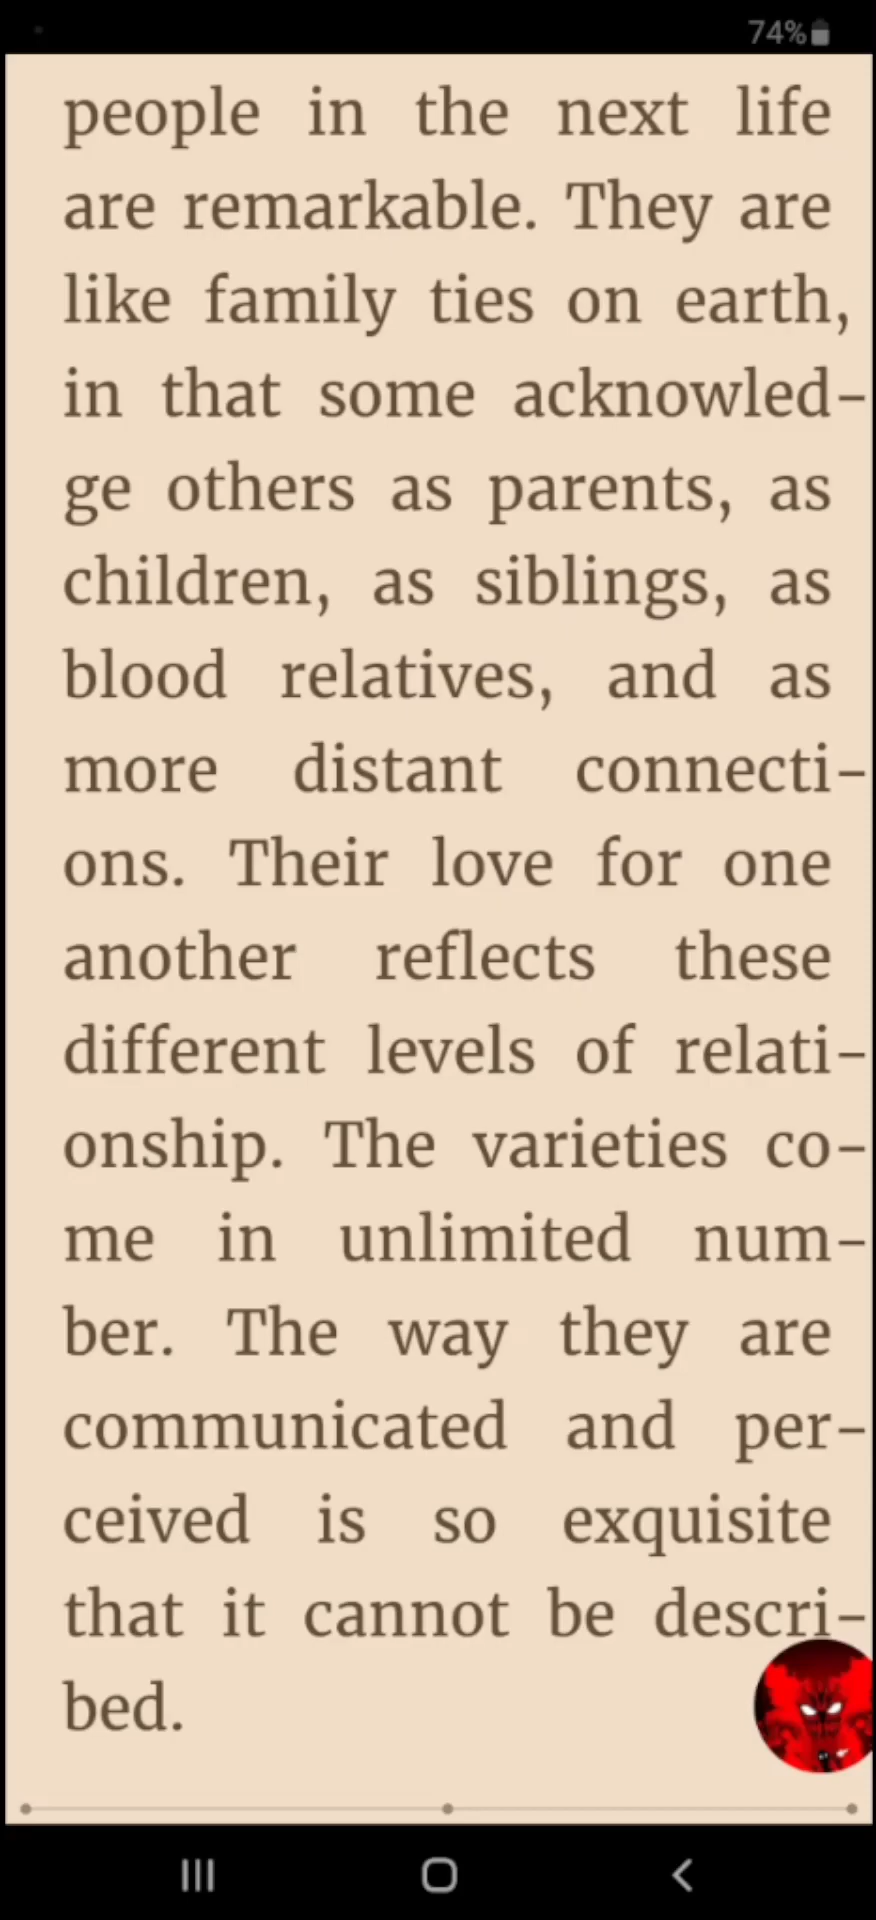 74%
people in the next life
are remarkable. They are
like family ties on earth,
in that some acknowled-
ge others as parents, as
children, as siblings, as
blood relatives, and as
more distant connecti-
ons. Their love for one
another reflects these
different levels of relati-
onship. The varieties co-
me in unlimited num-
ber. The way they are
communicated and per-
ceived is so exquisite
that it cannot be descri-
bed.